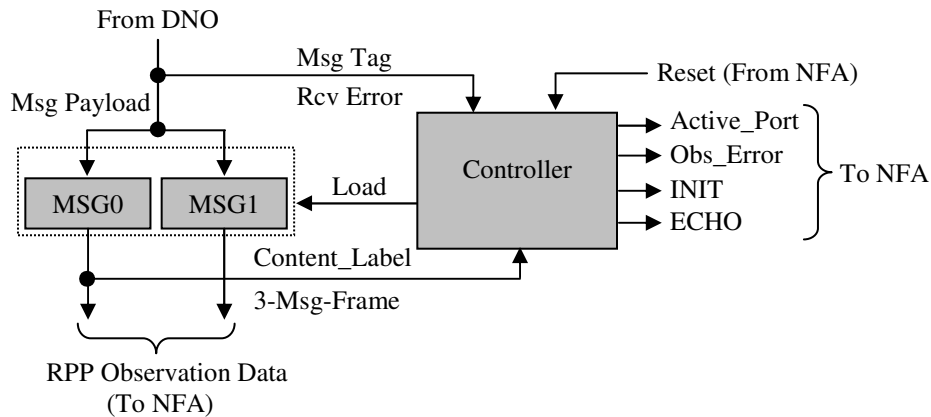 From DNO
Msg Tag
Rcv Error
Reset (From NFA)
Msg Payload
Active_Port
Obs_Error
INIT
ECHO
To NFA
Controller
MSG0
MSG1
Load
Content_Label
3-Msg-Frame
RPP Observation Data
(To NFA)